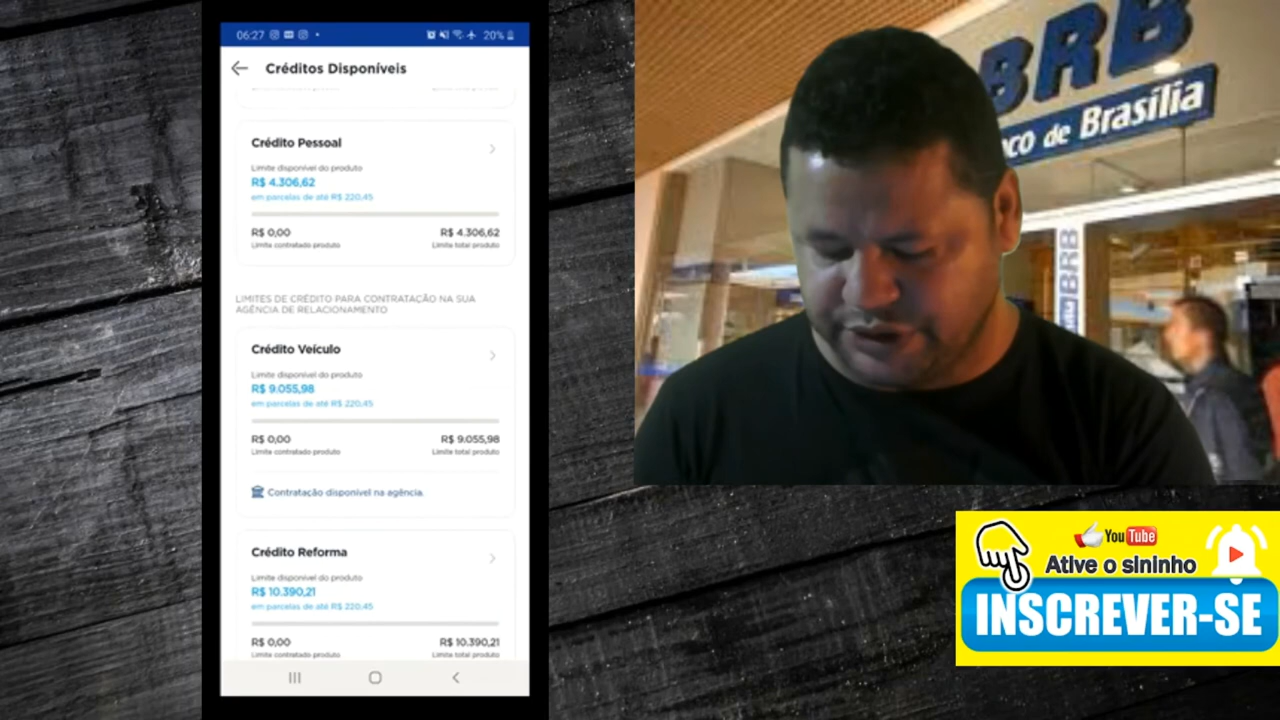 06:27
20%
Créditos Disponíveis
Crédito Pessoal
Limite disponível do produto
R$ 4.306,62
em parcelas de até R$ 220,45
R$ 0,00
R$ 4.306,62
Limite contratado produto
Limite total produto
LIMITES DE CRÉDITO PARA CONTRATAÇÃO NA SUA
AGÊNCIA DE RELACIONAMENTO
Crédito Veículo
Limite disponível do produto
R$ 9.055,98
em parcelas de até R$ 220,45
R$ 0,00
R$ 9.055,98
Limite contratado produto
Limite total produto
Contratação disponível na agência.
Crédito Reforma
Limite disponível do produto
R$ 10.390,21
em parcelas de até R$ 220,45
R$ 0,00
R$ 10.390,21
Limite contratado produto
Limite total produto
BRB
de Brasília
BRB
YouTube
Ative o sininho
INSCREVER-SE